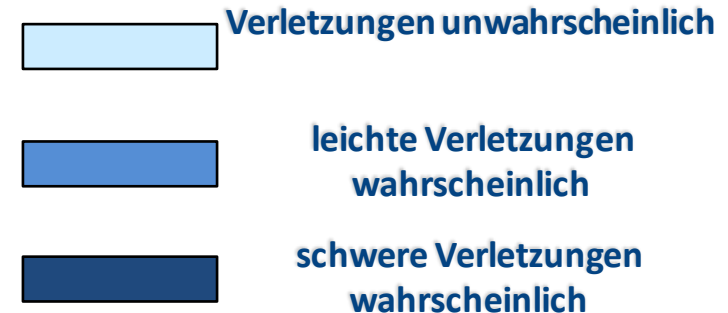 Verletzungen unwahrscheinlich
leichte Verletzungen
wahrscheinlich
schwere Verletzungen
wahrscheinlich